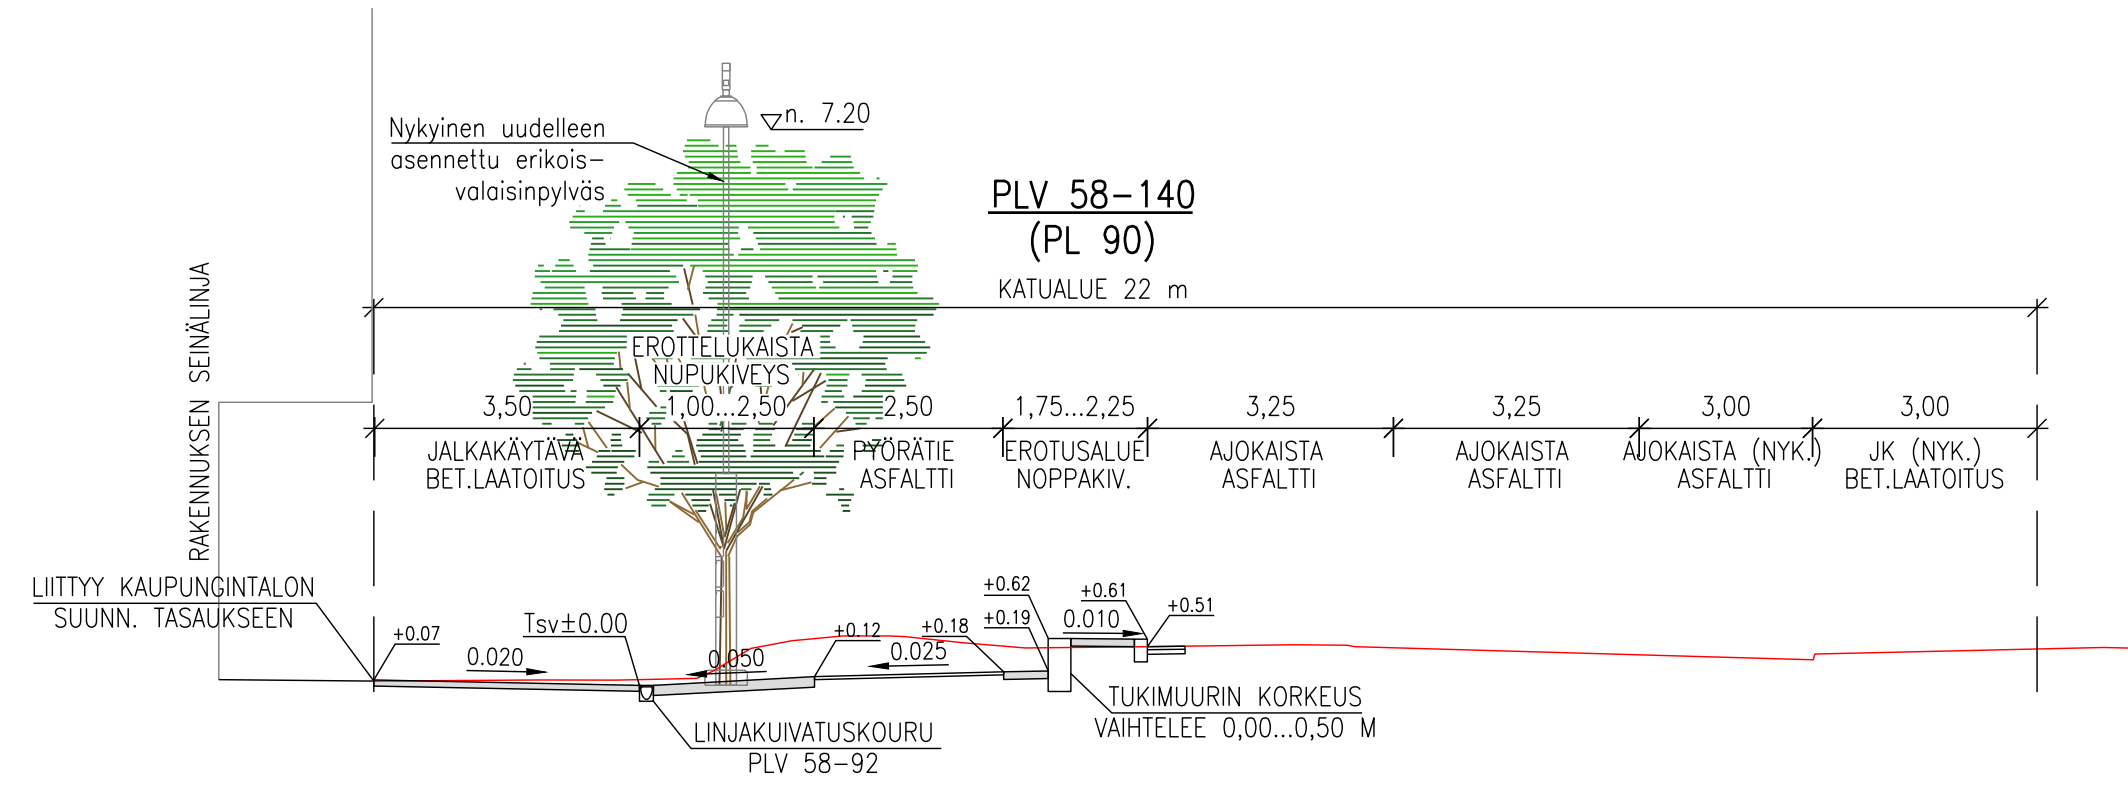 n. 7.20
Nykyinen uudelleen
asennettu erikois-
valaisinpylväs
PLV 58-140
(PL 90)
KATUALUE 22 m
RAKENNUKSEN SEINÄLINJA
EROTTELUKAISTA
NUPUKIVEYS
3,50 1,00...2,50 2,50 1,75...2,25 3,25 3,25 3,00 3,00
JALKAKÄYTÄVÄ PYÖRÄTIE EROTUSALUE AJOKAISTA AJOKAISTA AJOKAISTA (NYK.) JK (NYK.)
BET.LAATOITUS ASFALTTI NOPPAKIV. ASFALTTI ASFALTTI ASFALTTI BET.LAATOITUS
LIITTYY KAUPUNGINTALON
SUUNN. TASAUKSEEN
+0.62 +0.61 +0.51
+0.07 Tsv±0.00 +0.12 +0.18 +0.19 0.010
0.020 0.050 0.025
TUKIMUURIN KORKEUS
VAIHTELEE 0,00...0,50 M
LINJAKUIVATUSKOURU
PLV 58-92